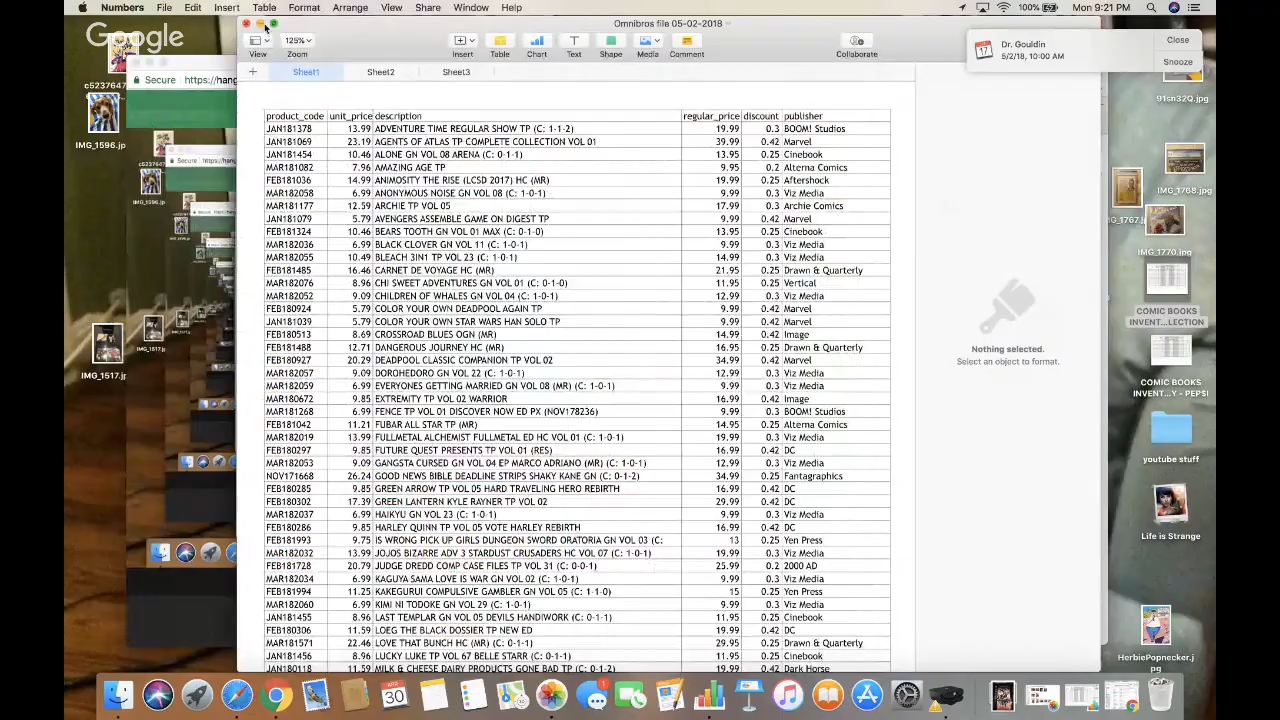 Numbers File Edit Insert Table Format Arrange View Share Window Help 100% Mon 9:21 PM
Google
Omnibros file 05-02-2018
125%
View Zoom Insert Table Chart Text Shape Media Comment Collaborate
Dr. Gouldin
5/2/18, 10:00 AM
Close
Snooze
Sheet1 Sheet2 Sheet3
Secure https://hang
product_code unit_price description regular_price discount publisher
JAN181378 13.99 ADVENTURE TIME REGULAR SHOW TP (C: 1-1-2) 19.99 0.3 BOOM! Studios
JAN181069 23.19 AGENTS OF ATLAS TP COMPLETE COLLECTION VOL 01 39.99 0.42 Marvel
JAN181454 10.46 ALONE GN VOL 08 ARENA (C: 0-1-1) 13.95 0.25 Cinebook
MAR181082 7.96 AMAZING AGE TP 9.95 0.2 Alterna Comics
FEB181036 14.99 ANIMOSITY THE RISE (AUG171347) HC (MR) 19.99 0.25 Aftershock
MAR182058 6.99 ANONYMOUS NOISE GN VOL 08 (C: 1-0-1) 9.99 0.3 Viz Media
MAR181177 12.59 ARCHIE TP VOL 05 17.99 0.3 Archie Comics
JAN181079 5.79 AVENGERS ASSEMBLE GAME ON DIGEST TP 9.99 0.42 Marvel
FEB181324 10.46 BEARS TOOTH GN VOL 01 MAX (C: 0-1-0) 13.95 0.25 Cinebook
MAR182036 6.99 BLACK CLOVER GN VOL 11 (C: 1-0-1) 9.99 0.3 Viz Media
MAR182055 10.49 BLEACH 3IN1 TP VOL 23 (C: 1-0-1) 14.99 0.3 Viz Media
FEB181485 16.46 CARNET DE VOYAGE HC (MR) 21.95 0.25 Drawn & Quarterly
MAR182076 8.96 CHI SWEET ADVENTURES GN VOL 01 (C: 0-1-0) 11.95 0.25 Vertical
MAR182052 9.09 CHILDREN OF WHALES GN VOL 04 (C: 1-0-1) 12.99 0.3 Viz Media
FEB180924 5.79 COLOR YOUR OWN DEADPOOL AGAIN TP 9.99 0.42 Marvel
JAN181039 5.79 COLOR YOUR OWN STAR WARS HAN SOLO TP 9.99 0.42 Marvel
FEB180513 8.69 CROSSROAD BLUES OGN (MR) 14.99 0.42 Image
FEB181488 12.71 DANGEROUS JOURNEY HC (MR) 16.95 0.25 Drawn & Quarterly
FEB180927 20.29 DEADPOOL CLASSIC COMPANION TP VOL 02 34.99 0.42 Marvel
MAR182057 9.09 DOROHEDORO GN VOL 22 (C: 1-0-1) 12.99 0.3 Viz Media
MAR182059 6.99 EVERYONES GETTING MARRIED GN VOL 08 (MR) (C: 1-0-1) 9.99 0.3 Viz Media
MAR180672 9.85 EXTREMITY TP VOL 02 WARRIOR 16.99 0.42 Image
MAR181268 6.99 FENCE TP VOL 01 DISCOVER NOW ED PX (NOV178236) 9.99 0.3 BOOM! Studios
FEB181042 11.21 FUBAR ALL STAR TP (MR) 14.95 0.25 Alterna Comics
MAR182019 13.99 FULLMETAL ALCHEMIST FULLMETAL ED HC VOL 01 (C: 1-0-1) 19.99 0.3 Viz Media
FEB180297 9.85 FUTURE QUEST PRESENTS TP VOL 01 (RES) 16.99 0.42 DC
MAR182053 9.09 GANGSTA CURSED GN VOL 04 EP MARCO ADRIANO (MR) (C: 1-0-1) 12.99 0.3 Viz Media
NOV171668 26.24 GOOD NEWS BIBLE DEADLINE STRIPS SHAKY KANE GN (C: 0-1-2) 34.99 0.25 Fantagraphics
FEB180285 9.85 GREEN ARROW TP VOL 05 HARD TRAVELING HERO REBIRTH 16.99 0.42 DC
FEB180302 17.39 GREEN LANTERN KYLE RAYNER TP VOL 02 29.99 0.42 DC
MAR182037 6.99 HAIKYU GN VOL 23 (C: 1-0-1) 9.99 0.3 Viz Media
FEB180286 9.85 HARLEY QUINN TP VOL 05 VOTE HARLEY REBIRTH 16.99 0.42 DC
FEB181993 9.75 IS WRONG PICK UP GIRLS DUNGEON SWORD ORATORIA GN VOL 03 (C: 13 0.25 Yen Press
MAR182032 13.99 JOJOS BIZARRE ADV 3 STARDUST CRUSADERS HC VOL 07 (C: 1-0-1) 19.99 0.3 Viz Media
FEB181728 20.79 JUDGE DREDD COMP CASE FILES TP VOL 31 (C: 0-0-1) 25.99 0.2 2000 AD
MAR182034 6.99 KAGUYA SAMA LOVE IS WAR GN VOL 02 (C: 1-0-1) 9.99 0.3 Viz Media
FEB181994 11.25 KAKEGURUI COMPULSIVE GAMBLER GN VOL 05 (C: 1-1-0) 15 0.25 Yen Press
MAR182060 6.99 KIMI NI TODOKE GN VOL 29 (C: 1-0-1) 9.99 0.3 Viz Media
JAN181455 8.96 LAST TEMPLAR GN VOL 05 DEVILS HANDIWORK (C: 0-1-1) 11.95 0.25 Cinebook
FEB180306 11.59 LOEG THE BLACK DOSSIER TP NEW ED 19.99 0.42 DC
MAR181571 22.46 LOVE THAT BUNCH HC (MR) (C: 0-1-1) 29.95 0.25 Drawn & Quarterly
JAN181456 8.96 LUCKY LUKE TP VOL 67 BELLE STARR (C: 0-1-1) 11.95 0.25 Cinebook
JAN180118 11.59 MILK & CHEESE DAIRY PRODUCTS GONE BAD TP (C: 0-1-2) 19.99 0.42 Dark Horse
Nothing selected.
Select an object to format.
c5237647
IMG_1596.jpg
IMG_1517.jp
91sn32Q.jpg
IMG_1768.jpg
IMG_1770.jpg
COMIC BOOKS
INVENT...LECTION
COMIC BOOKS
INVENT...Y - PEP$!
youtube stuff
Life is Strange
HerbiePopnecker.j
pg
APR
30
1